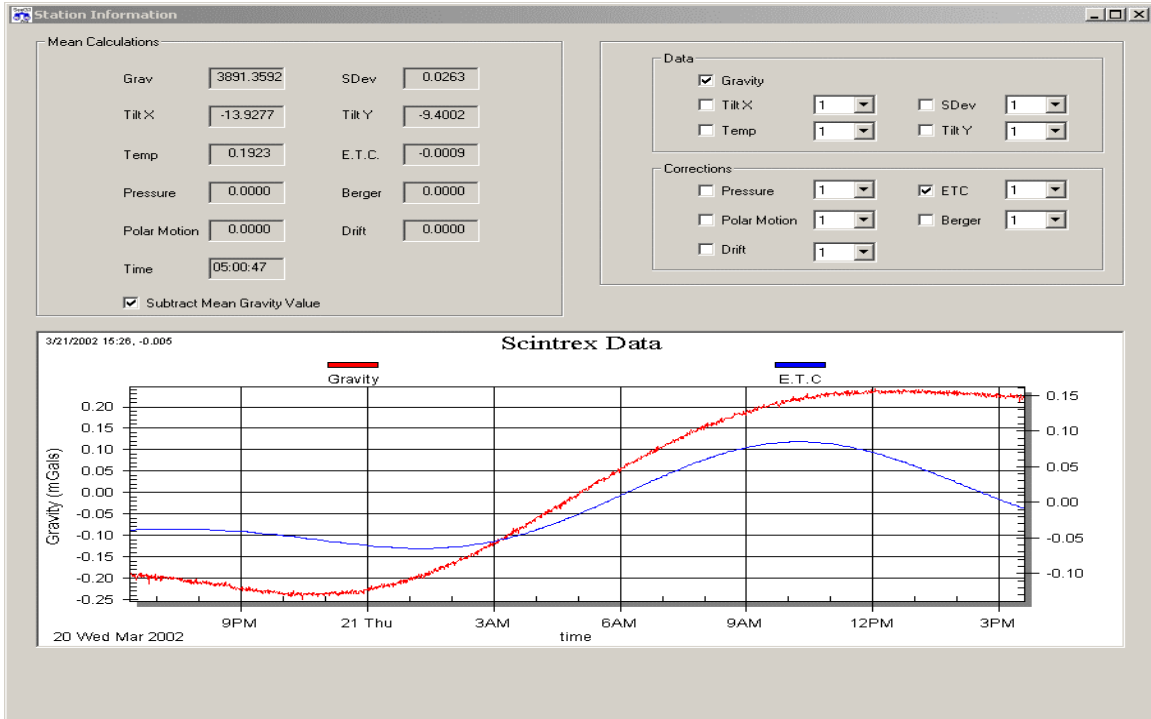 Station Information
Mean Calculations
Grav 3891.3592 SDev 0.0263
Tilt X -13.9277 Tilt Y -9.4002
Temp 0.1923 E.T.C. -0.0009
Pressure 0.0000 Berger 0.0000
Polar Motion 0.0000 Drift 0.0000
Time 05:00:47
Subtract Mean Gravity Value
Data
Gravity
Tilt X 1 SDev 1
Temp 1 Tilt Y 1
Corrections
Pressure 1 ETC 1
Polar Motion 1 Berger 1
Drift 1
3/21/2002 15:26, -0.005
Scintrex Data
Gravity E.T.C
Gravity (mGals)
0.20
0.15
0.10
0.05
0.00
-0.05
-0.10
-0.15
-0.20
-0.25
0.15
0.10
0.05
0.00
-0.05
-0.10
9PM 21 Thu 3AM 6AM 9AM 12PM 3PM
20 Wed Mar 2002 time